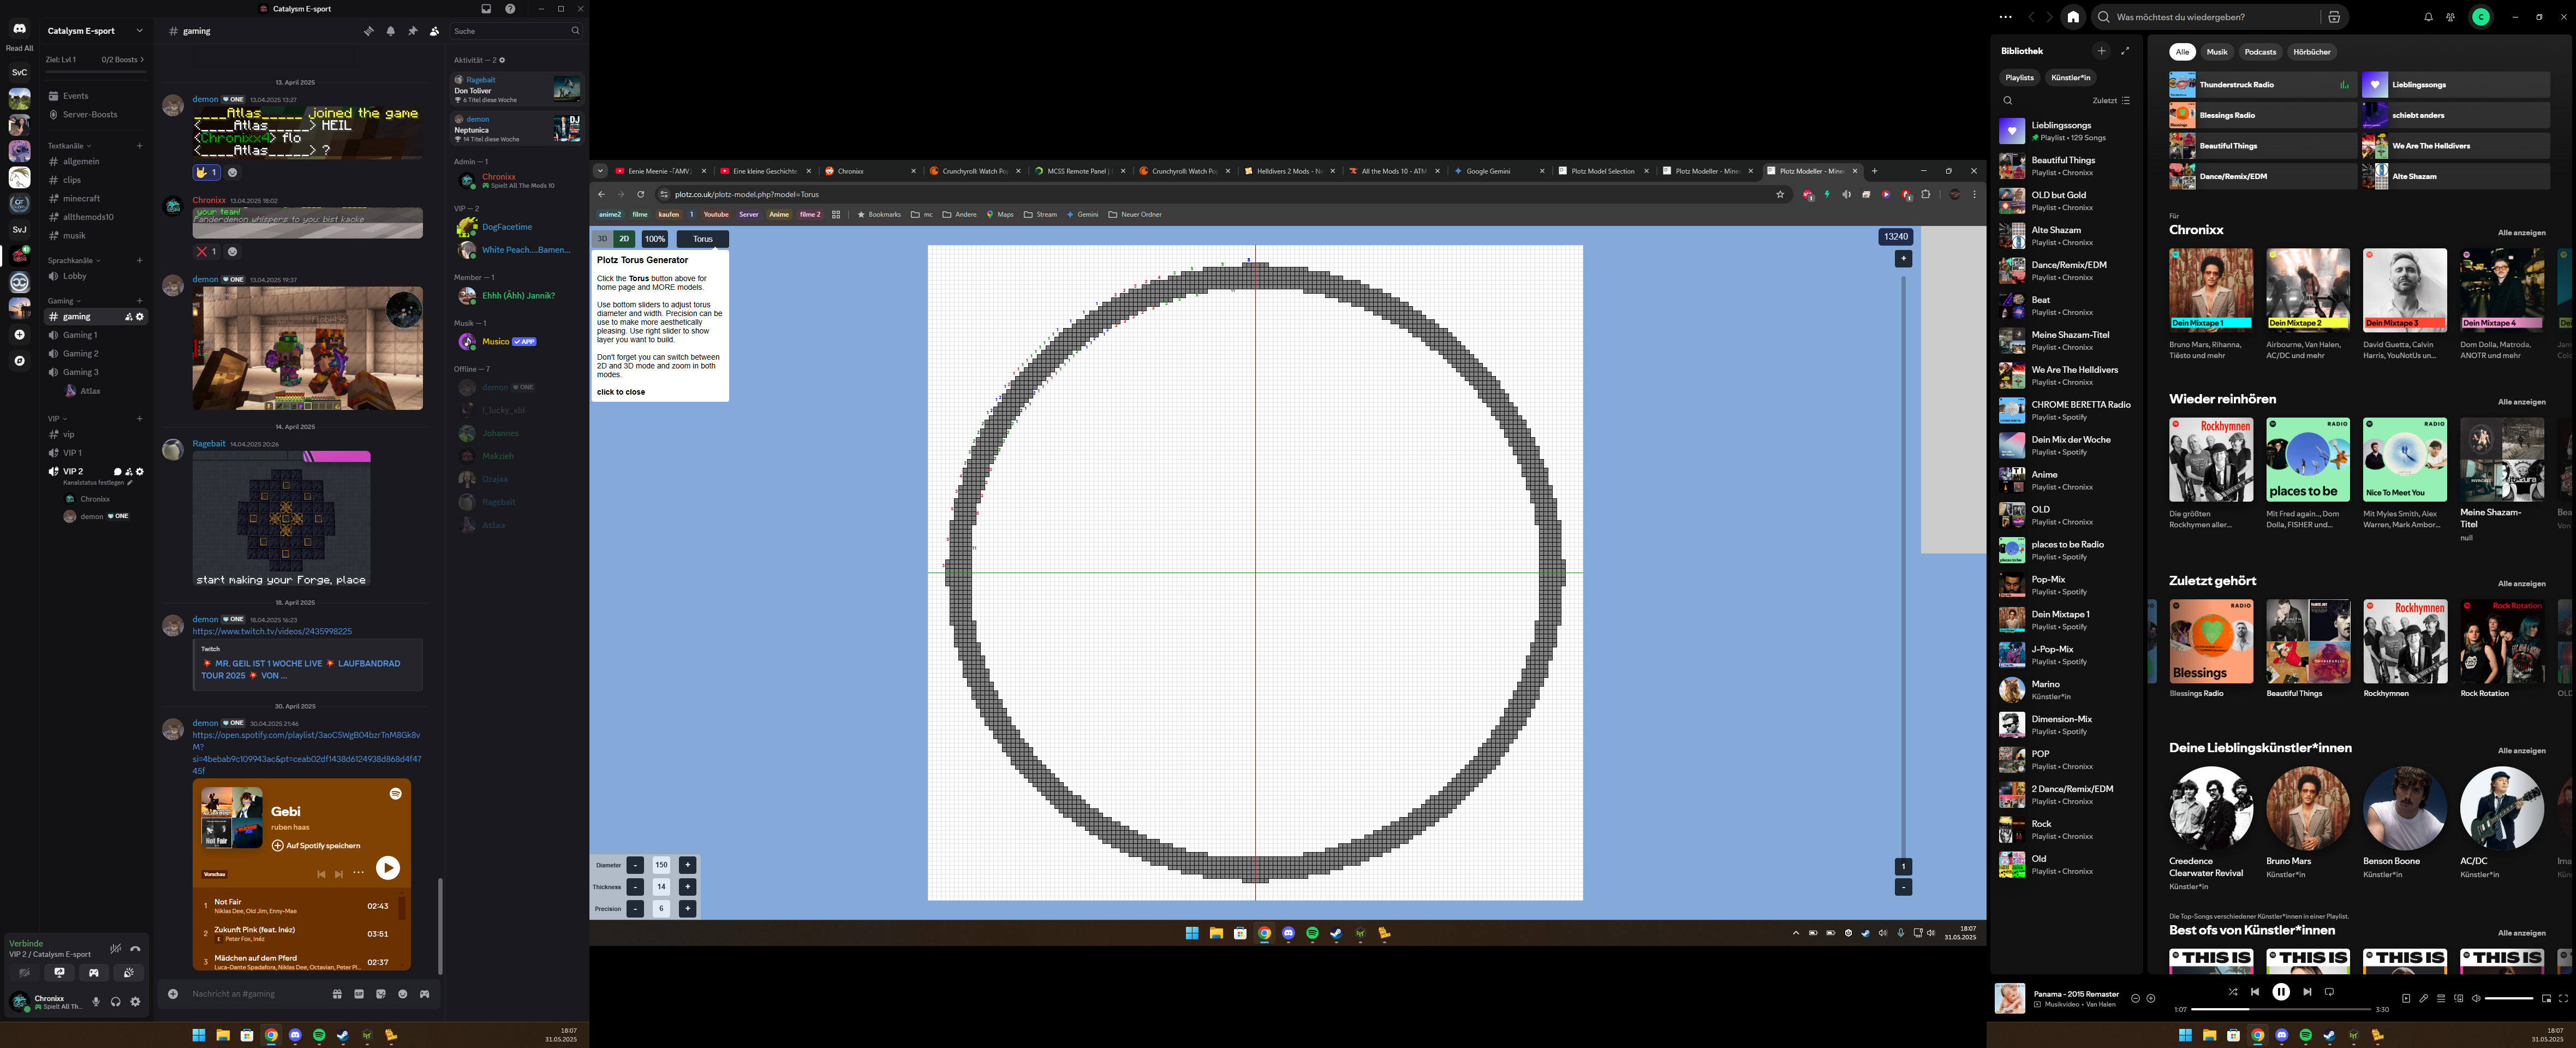 Catalysm E-sport
Read All
SvC
SvJ
Catalysm E-sport
Ziel: Lvl 1
0/2 Boosts
Events
Server-Boosts
Textkanäle
allgemein
clips
minecraft
allthemods10
musik
Sprachkanäle
Lobby
Gaming
gaming
Gaming 1
Gaming 2
Gaming 3
Atlas
VIP
vip
VIP 1
VIP 2
Kanalstatus festlegen
Chronixx
demon ONE
Verbinde
VIP 2 / Catalysm E-sport
Chronixx
Spielt All Th...
# gaming
Suche
13. April 2025
demon ONE 13.04.2025 13:27
____Atlas_____ joined the game
<____Atlas_____> HEIL
<Chronixx4> flo
<____Atlas_____> ?
1
Chronixx 13.04.2025 18:02
your team!
Fanderdemon whispers to you: bist kacke
1
demon ONE 13.04.2025 19:37
14. April 2025
Ragebait 14.04.2025 20:26
start making your Forge, place
18. April 2025
demon ONE 18.04.2025 16:23
https://www.twitch.tv/videos/2435998225
Twitch
MR. GEIL IST 1 WOCHE LIVE LAUFBANDRAD
TOUR 2025 VON ...
30. April 2025
demon ONE 30.04.2025 21:46
https://open.spotify.com/playlist/3aoC5WgB04bzrTnM8Gk8v
M?
si=4bebab9c109943ac&pt=ceab02df1438d6124938d868d4f47
45f
Gebi
ruben haas
Auf Spotify speichern
Vorschau
1 Not Fair 02:43
Niklas Dee, Old Jim, Enny-Mae
2 Zukunft Pink (feat. Inéz) 03:51
E Peter Fox, Inéz
3 Mädchen auf dem Pferd 02:37
Luca-Dante Spadafora, Niklas Dee, Octavian, Peter Pl...
Nachricht an #gaming
Aktivität — 2
Ragebait
Don Toliver
6 Titel diese Woche
demon
Neptunica
14 Titel diese Woche
Admin — 1
Chronixx
Spielt All The Mods 10
VIP — 2
DogFacetime
White Peach....Bamen...
Member — 1
Ehhh (Ähh) Jannik?
Musik — 1
Musico APP
Offline — 7
demon ONE
I_lucky_sbl
Johannes
Makzieh
Ozajaa
Ragebait
Atlaa
18:07
31.05.2025
Eenie Meenie -「AMV」
Eine kleine Geschichte
Chronixx
Crunchyroll: Watch Po
MCSS Remote Panel |
Crunchyroll: Watch Po
Helldivers 2 Mods - N
All the Mods 10 - ATM
Google Gemini
Plotz Model Selection
Plotz Modeller - Mine
Plotz Modeller - Mine
plotz.co.uk/plotz-model.php?model=Torus
anime2
filme
kaufen
1
Youtube
Server
Anime
filme 2
Bookmarks
mc
Andere
Maps
Stream
Gemini
Neuer Ordner
3D 2D 100% Torus
13240
Plotz Torus Generator
Click the Torus button above for
home page and MORE models.
Use bottom sliders to adjust torus
diameter and width. Precision can be
use to make more aesthetically
pleasing. Use right slider to show
layer you want to build.
Don't forget you can switch between
2D and 3D mode and zoom in both
modes.
click to close
+
1
-
Diameter - 150 +
Thickness - 14 +
Precision - 6 +
18:07
31.05.2025
Was möchtest du wiedergeben?
C
Bibliothek
Playlists
Künstler*in
Zuletzt
Lieblingssongs
Playlist • 129 Songs
Beautiful Things
Playlist • Chronixx
OLD but Gold
Playlist • Chronixx
Alte Shazam
Playlist • Chronixx
Dance/Remix/EDM
Playlist • Chronixx
Beat
Playlist • Chronixx
Meine Shazam-Titel
Playlist • Chronixx
We Are The Helldivers
Playlist • Chronixx
CHROME BERETTA Radio
Playlist • Spotify
Dein Mix der Woche
Playlist • Spotify
Anime
Playlist • Chronixx
OLD
Playlist • Chronixx
places to be Radio
Playlist • Spotify
Pop-Mix
Playlist • Spotify
Dein Mixtape 1
Playlist • Spotify
J-Pop-Mix
Playlist • Spotify
Marino
Künstler*in
Dimension-Mix
Playlist • Spotify
POP
Playlist • Chronixx
2 Dance/Remix/EDM
Playlist • Chronixx
Rock
Playlist • Chronixx
Old
Playlist • Chronixx
Alle
Musik
Podcasts
Hörbücher
Thunderstruck Radio
Lieblingssongs
Blessings Radio
schiebt anders
Beautiful Things
We Are The Helldivers
Dance/Remix/EDM
Alte Shazam
Für
Chronixx
Alle anzeigen
Dein Mixtape 1
Dein Mixtape 2
Dein Mixtape 3
Dein Mixtape 4
Bruno Mars, Rihanna,
Tiësto und mehr
Airbourne, Van Halen,
AC/DC und mehr
David Guetta, Calvin
Harris, YouNotUs un...
Dom Dolla, Matroda,
ANOTR und mehr
Wieder reinhören
Alle anzeigen
Rockhymnen
RADIO
places to be
RADIO
Nice To Meet You
Die größten
Rockhymen aller...
Mit Fred again.., Dom
Dolla, FISHER und...
Mit Myles Smith, Alex
Warren, Mark Ambor...
Meine Shazam-
Titel
null
Zuletzt gehört
Alle anzeigen
RADIO
Blessings
Rockhymnen
Rock Rotation
Blessings Radio
Beautiful Things
Rockhymnen
Rock Rotation
Deine Lieblingskünstler*innen
Alle anzeigen
Creedence
Clearwater Revival
Künstler*in
Bruno Mars
Künstler*in
Benson Boone
Künstler*in
AC/DC
Künstler*in
Die Top-Songs verschiedener Künstler*innen in einer Playlist.
Best ofs von Künstler*innen
Alle anzeigen
THIS IS
THIS IS
THIS IS
THIS IS
Panama - 2015 Remaster
Musikvideo • Van Halen
1:07
3:30
18:07
31.05.2025